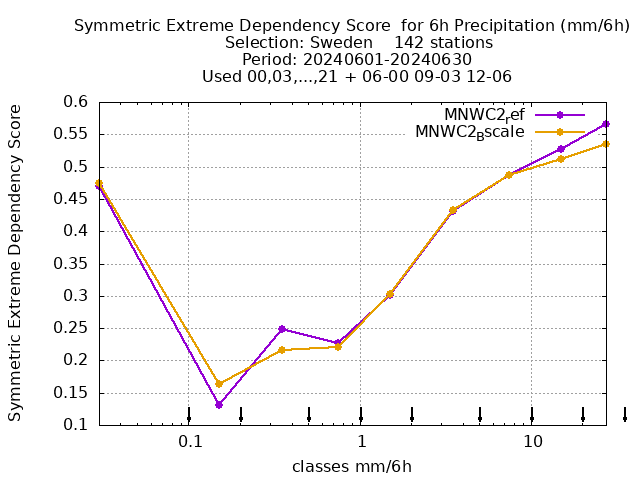 Symmetric Extreme Dependency Score  for 6h Precipitation (mm/6h)
Selection: Sweden    142 stations
Period: 20240601-20240630
Used 00,03,...,21 + 06-00 09-03 12-06
MNWC2ref
MNWC2Bscale
Symmetric Extreme Dependency Score
0.6
0.55
0.5
0.45
0.4
0.35
0.3
0.25
0.2
0.15
0.1
0.1 1 10
classes mm/6h